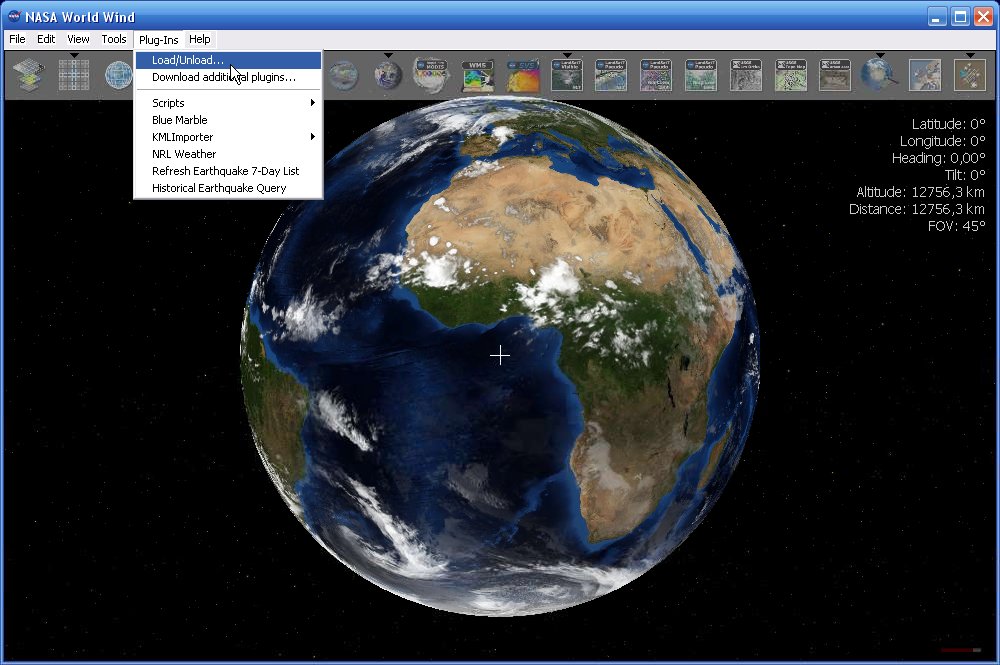 NASA World Wind
File Edit View Tools Plug-Ins Help
Load/Unload...
Download additional plugins...
Scripts
Blue Marble
KMLImporter
NRL Weather
Refresh Earthquake 7-Day List
Historical Earthquake Query
WMS SVS
Latitude: 0°
Longitude: 0°
Heading: 0,00°
Tilt: 0°
Altitude: 12756,3 km
Distance: 12756,3 km
FOV: 45°